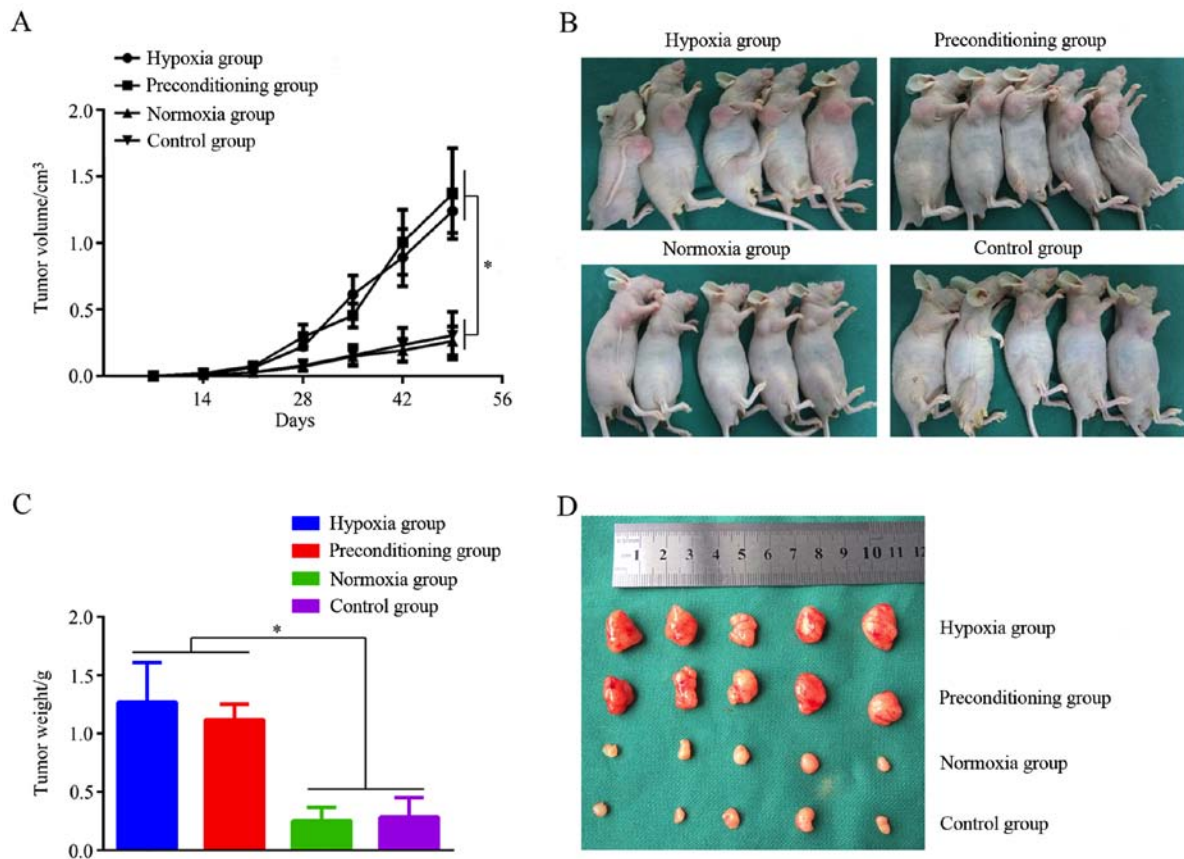 A
Hypoxia group
Preconditioning group
Normoxia group
Control group
Tumor volume/cm³
2.0
1.5
1.0
0.5
0.0
14
28
42
56
Days
*
B
Hypoxia group
Preconditioning group
Normoxia group
Control group
C
Hypoxia group
Preconditioning group
Normoxia group
Control group
Tumor weight/g
2.0
1.5
1.0
0.5
0.0
*
D
1 2 3 4 5 6 7 8 9 10 11 12
Hypoxia group
Preconditioning group
Normoxia group
Control group